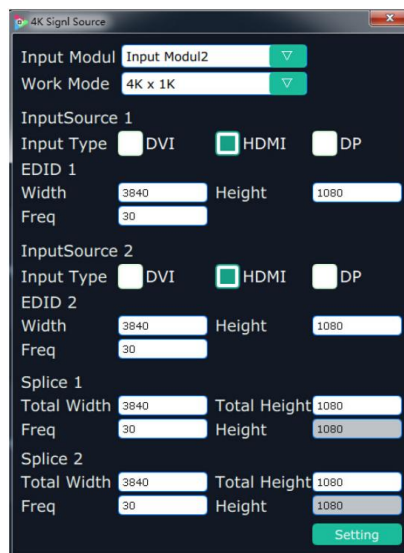 4K Signl Source
Input Modul Input Modul2
Work Mode 4K x 1K
InputSource 1
Input Type DVI HDMI DP
EDID 1
Width 3840 Height 1080
Freq 30
InputSource 2
Input Type DVI HDMI DP
EDID 2
Width 3840 Height 1080
Freq 30
Splice 1
Total Width 3840 Total Height 1080
Freq 30 Height 1080
Splice 2
Total Width 3840 Total Height 1080
Freq 30 Height 1080
Setting